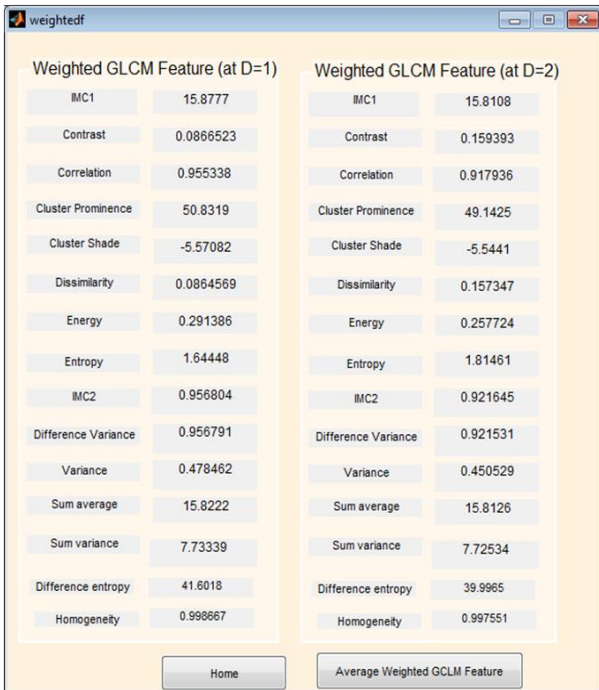 weightedf
Weighted GLCM Feature (at D=1)
IMC1 15.8777
Contrast 0.0866523
Correlation 0.955338
Cluster Prominence 50.8319
Cluster Shade -5.57082
Dissimilarity 0.0864569
Energy 0.291386
Entropy 1.64448
IMC2 0.956804
Difference Variance 0.956791
Variance 0.478462
Sum average 15.8222
Sum variance 7.73339
Difference entropy 41.6018
Homogeneity 0.998667
Weighted GLCM Feature (at D=2)
IMC1 15.8108
Contrast 0.159393
Correlation 0.917936
Cluster Prominence 49.1425
Cluster Shade -5.5441
Dissimilarity 0.157347
Energy 0.257724
Entropy 1.81461
IMC2 0.921645
Difference Variance 0.921531
Variance 0.450529
Sum average 15.8126
Sum variance 7.72534
Difference entropy 39.9965
Homogeneity 0.997551
Home
Average Weighted GCLM Feature